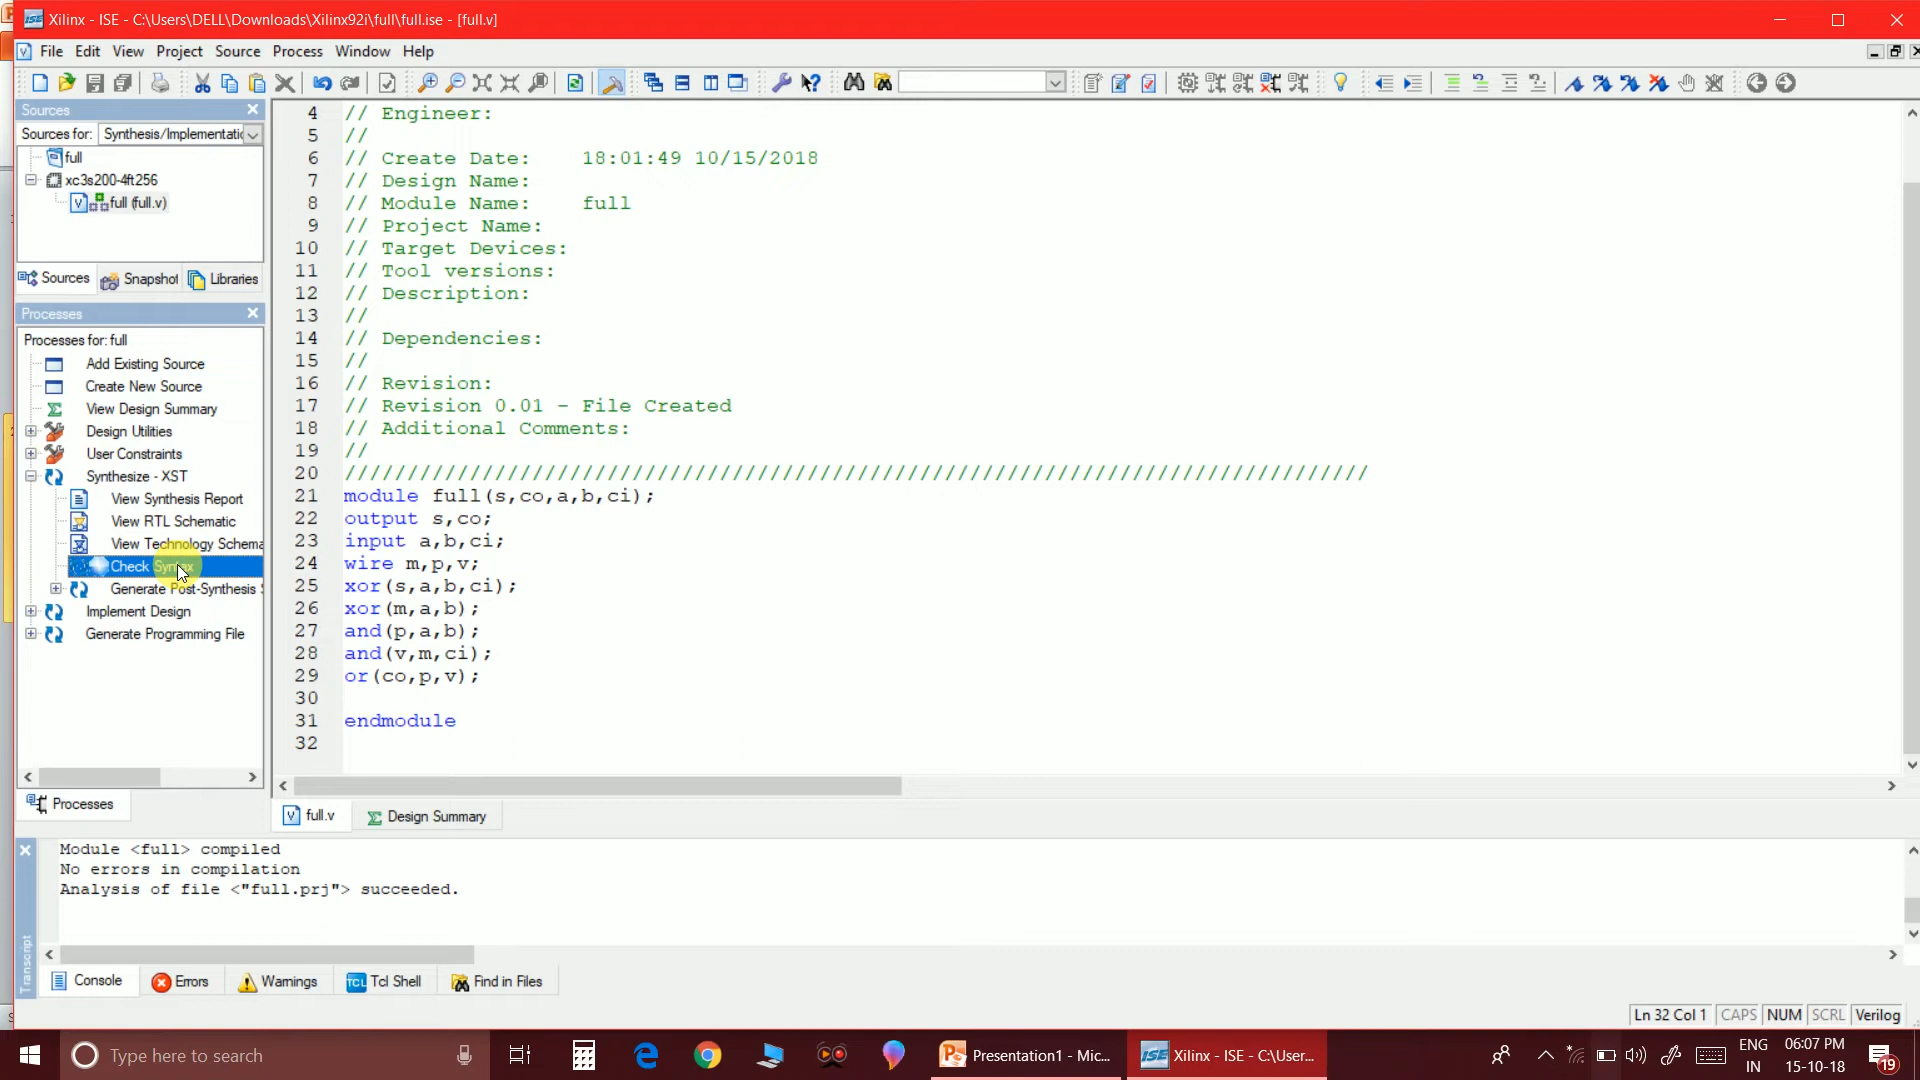 Xilinx - ISE - C:\Users\DELL\Downloads\Xilinx92i\full\full.ise - [full.v]
File Edit View Project Source Process Window Help
Sources
Sources for: Synthesis/Implementatic
full
xc3s200-4ft256
full (full.v)
Sources Snapshot Libraries
Processes
Processes for: full
Add Existing Source
Create New Source
View Design Summary
Design Utilities
User Constraints
Synthesize - XST
View Synthesis Report
View RTL Schematic
View Technology Schema
Check Syntax
Generate Post-Synthesis
Implement Design
Generate Programming File
Processes
4 // Engineer:
5 //
6 // Create Date: 18:01:49 10/15/2018
7 // Design Name:
8 // Module Name: full
9 // Project Name:
10 // Target Devices:
11 // Tool versions:
12 // Description:
13 //
14 // Dependencies:
15 //
16 // Revision:
17 // Revision 0.01 - File Created
18 // Additional Comments:
19 //
20 //////////////////////////////////////////////////////////////////////////////////
21 module full(s,co,a,b,ci);
22 output s,co;
23 input a,b,ci;
24 wire m,p,v;
25 xor(s,a,b,ci);
26 xor(m,a,b);
27 and(p,a,b);
28 and(v,m,ci);
29 or(co,p,v);
30
31 endmodule
32
full.v Design Summary
Module <full> compiled
No errors in compilation
Analysis of file <"full.prj"> succeeded.
Transcript
Console Errors Warnings Tcl Shell Find in Files
Ln 32 Col 1 CAPS NUM SCRL Verilog
Type here to search
Presentation1 - Mic...
Xilinx - ISE - C:\User...
ENG
IN
06:07 PM
15-10-18
19